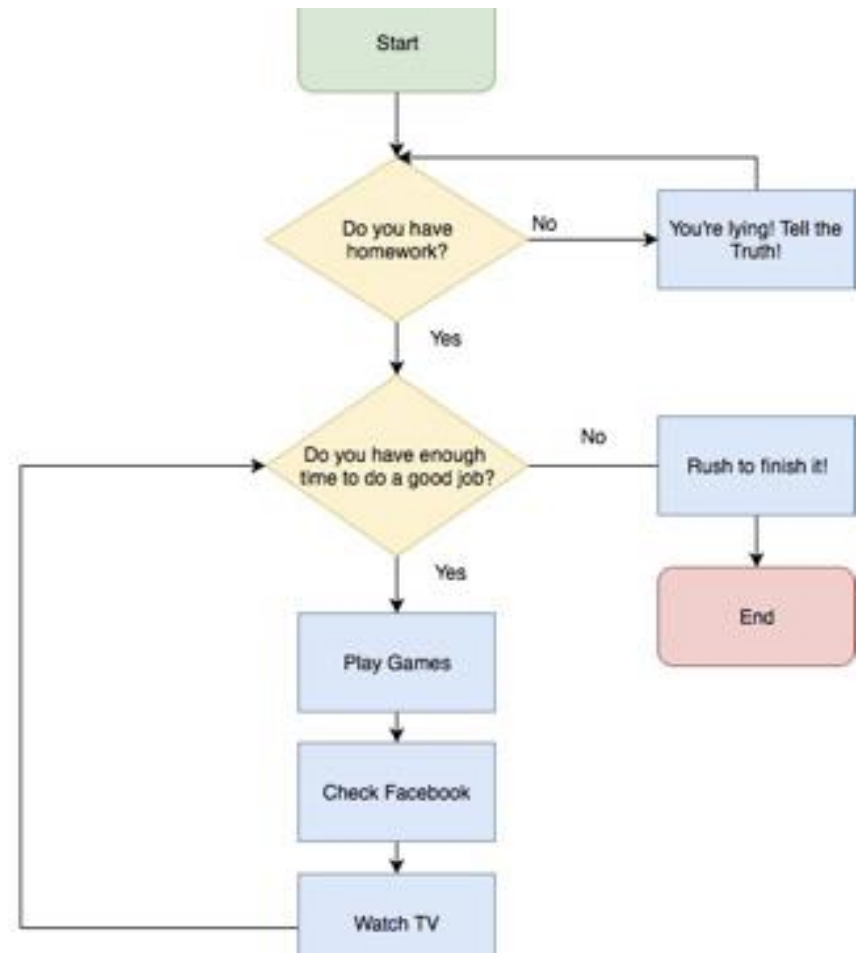 Start
Do you have
homework?
No
You're lying! Tell the
Truth!
Yes
Do you have enough
time to do a good job?
No
Rush to finish it!
Yes
End
Play Games
Check Facebook
Watch TV